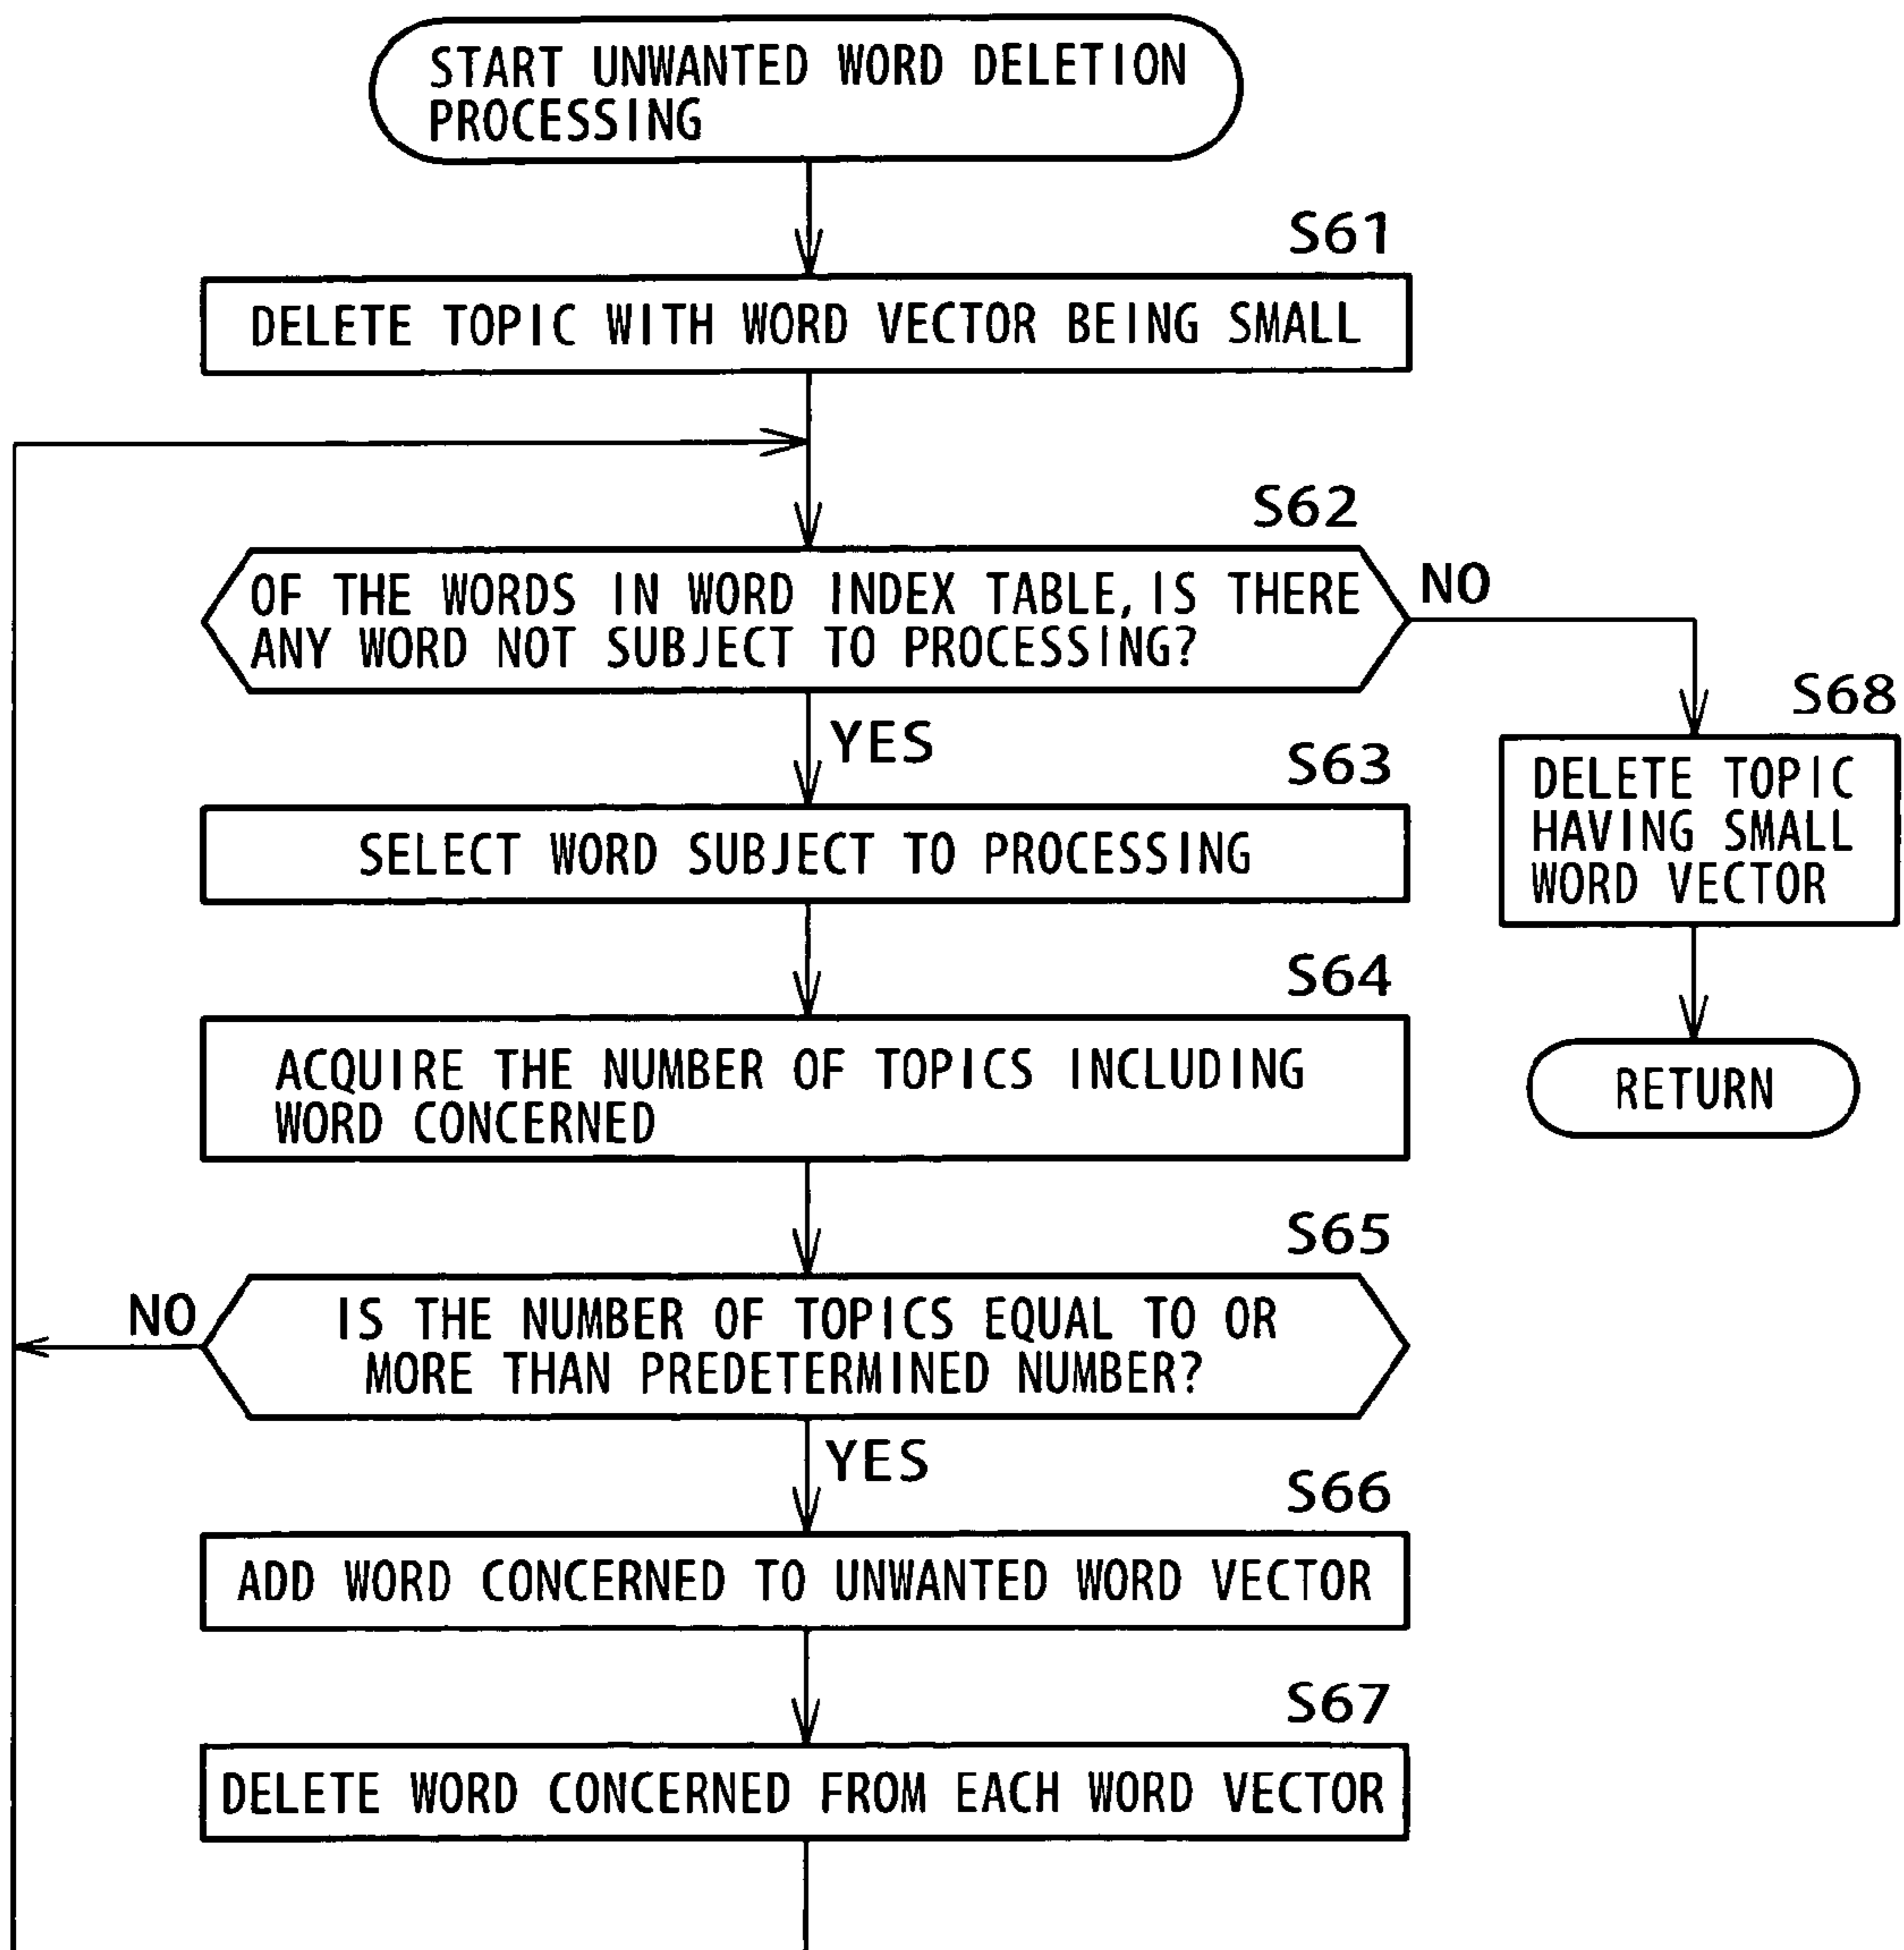 START UNWANTED WORD DELETION
PROCESSING
S61
DELETE TOPIC WITH WORD VECTOR BEING SMALL
S62
OF THE WORDS IN WORD INDEX TABLE, IS THERE
ANY WORD NOT SUBJECT TO PROCESSING?
NO
YES
S63
SELECT WORD SUBJECT TO PROCESSING
S68
DELETE TOPIC
HAVING SMALL
WORD VECTOR
S64
ACQUIRE THE NUMBER OF TOPICS INCLUDING
WORD CONCERNED
RETURN
S65
IS THE NUMBER OF TOPICS EQUAL TO OR
MORE THAN PREDETERMINED NUMBER?
NO
YES
S66
ADD WORD CONCERNED TO UNWANTED WORD VECTOR
S67
DELETE WORD CONCERNED FROM EACH WORD VECTOR